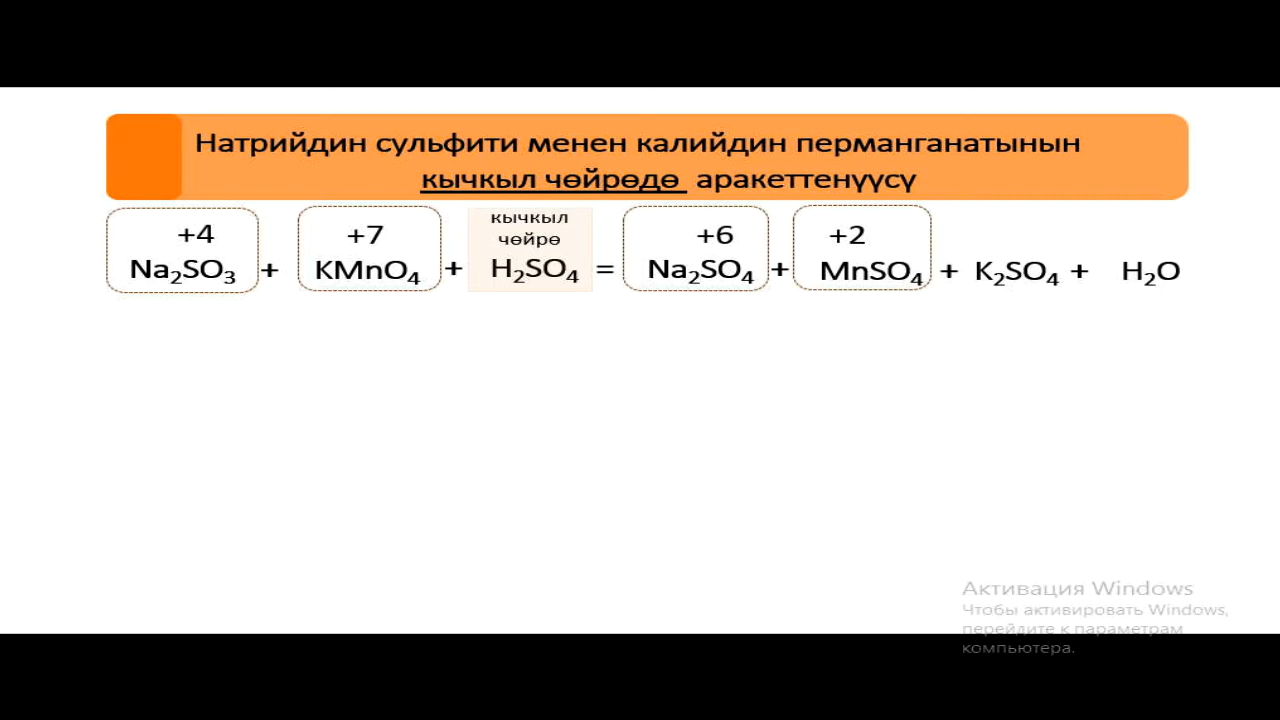 Натрийдин сульфити менен калийдин перманганатынын
кычкыл чөйрөдө аракеттенүүсү
+4 +7 кычкыл чөйрө +6 +2
Na₂SO₃ + KMnO₄ + H₂SO₄ = Na₂SO₄ + MnSO₄ + K₂SO₄ + H₂O
Активация Windows
Чтобы активировать Windows,
перейдите к параметрам
компьютера.